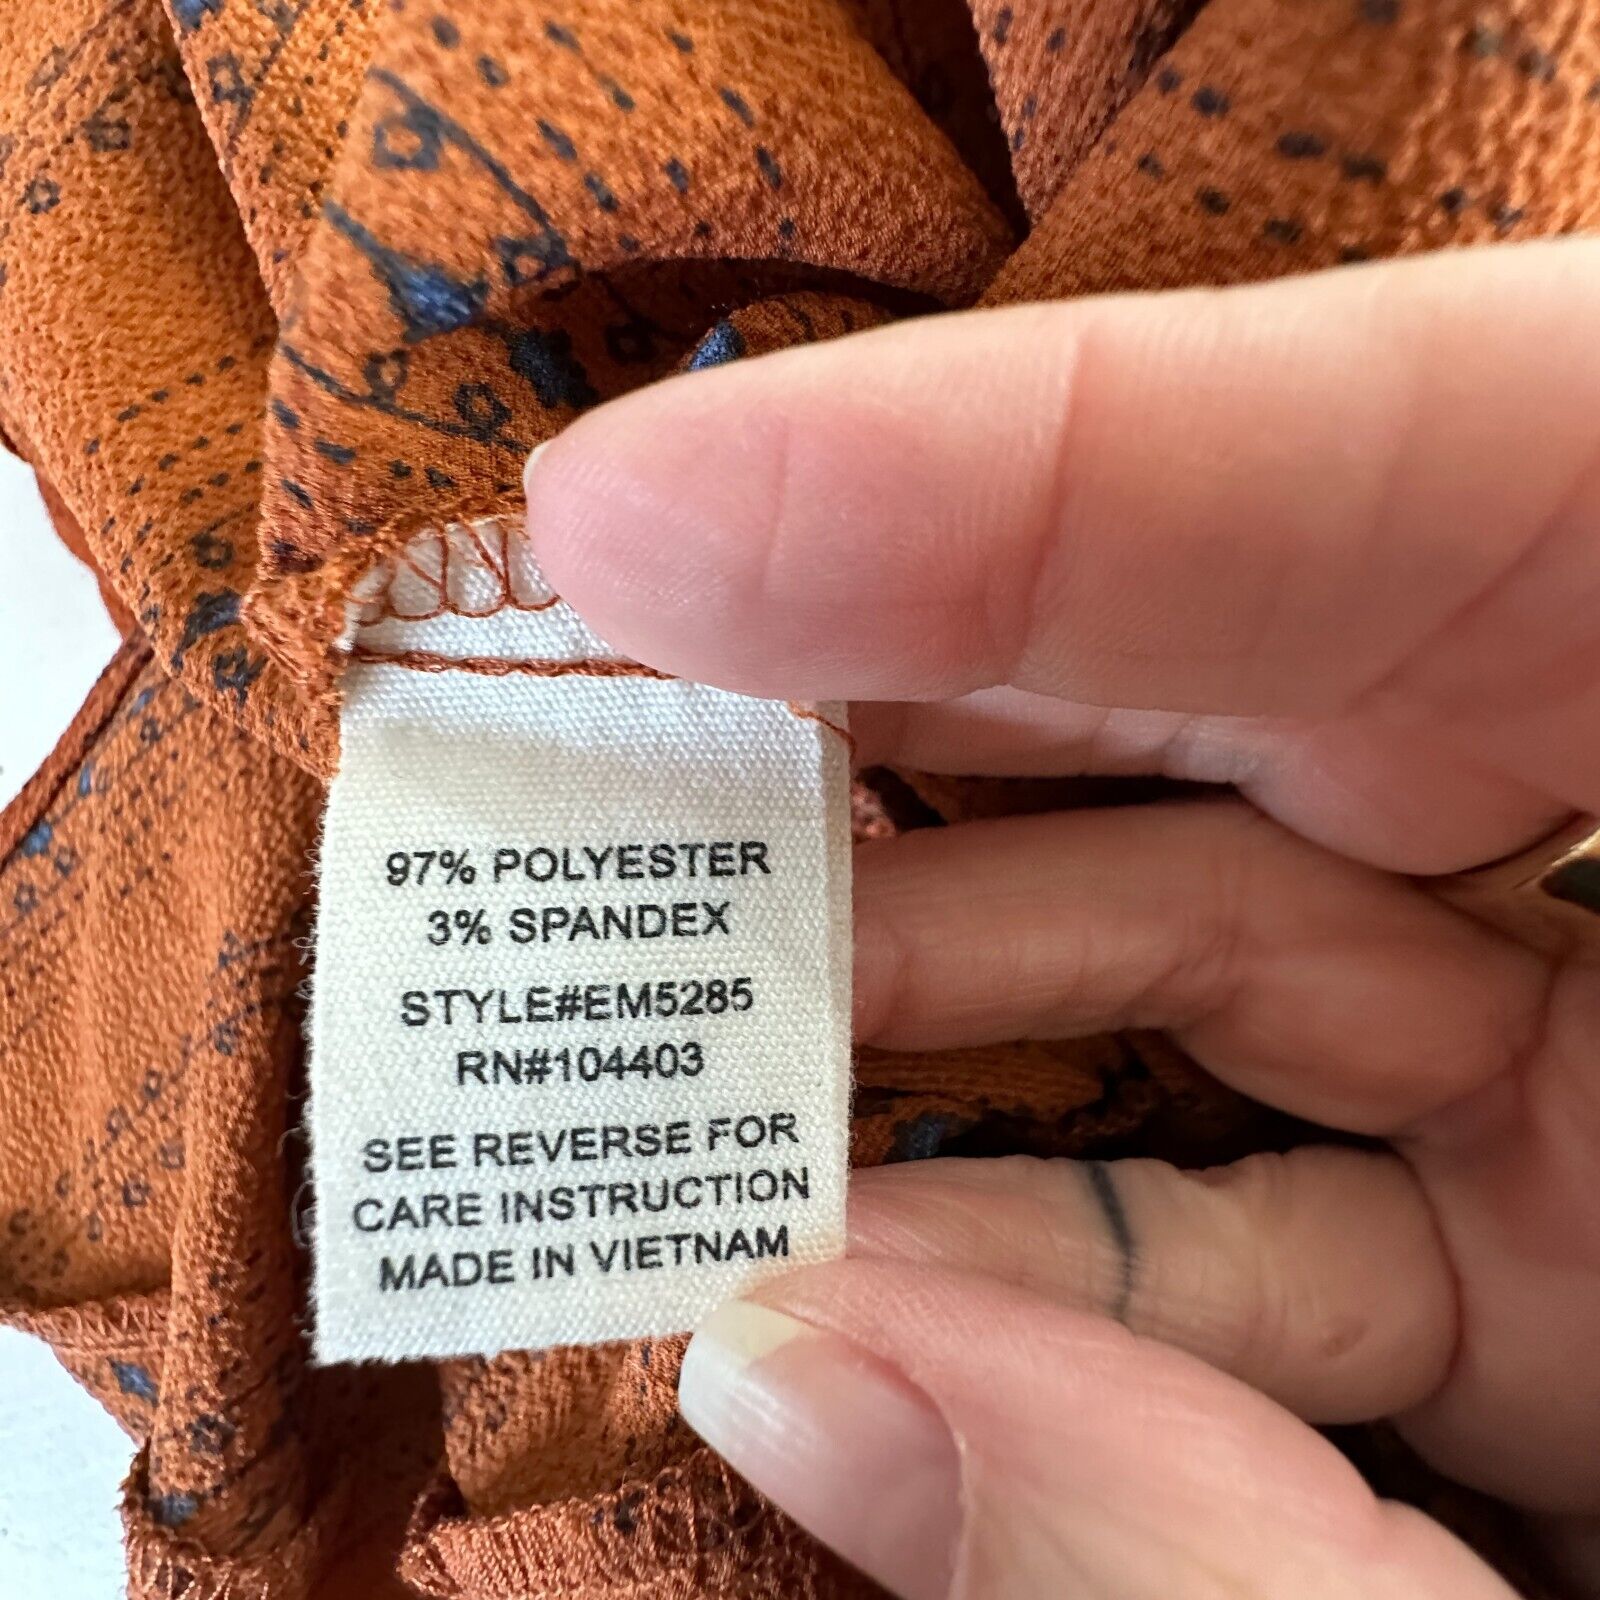 97% POLYESTER
3% SPANDEX
STYLE#EM5285
RN#104403
SEE REVERSE FOR
CARE INSTRUCTION
MADE IN VIETNAM